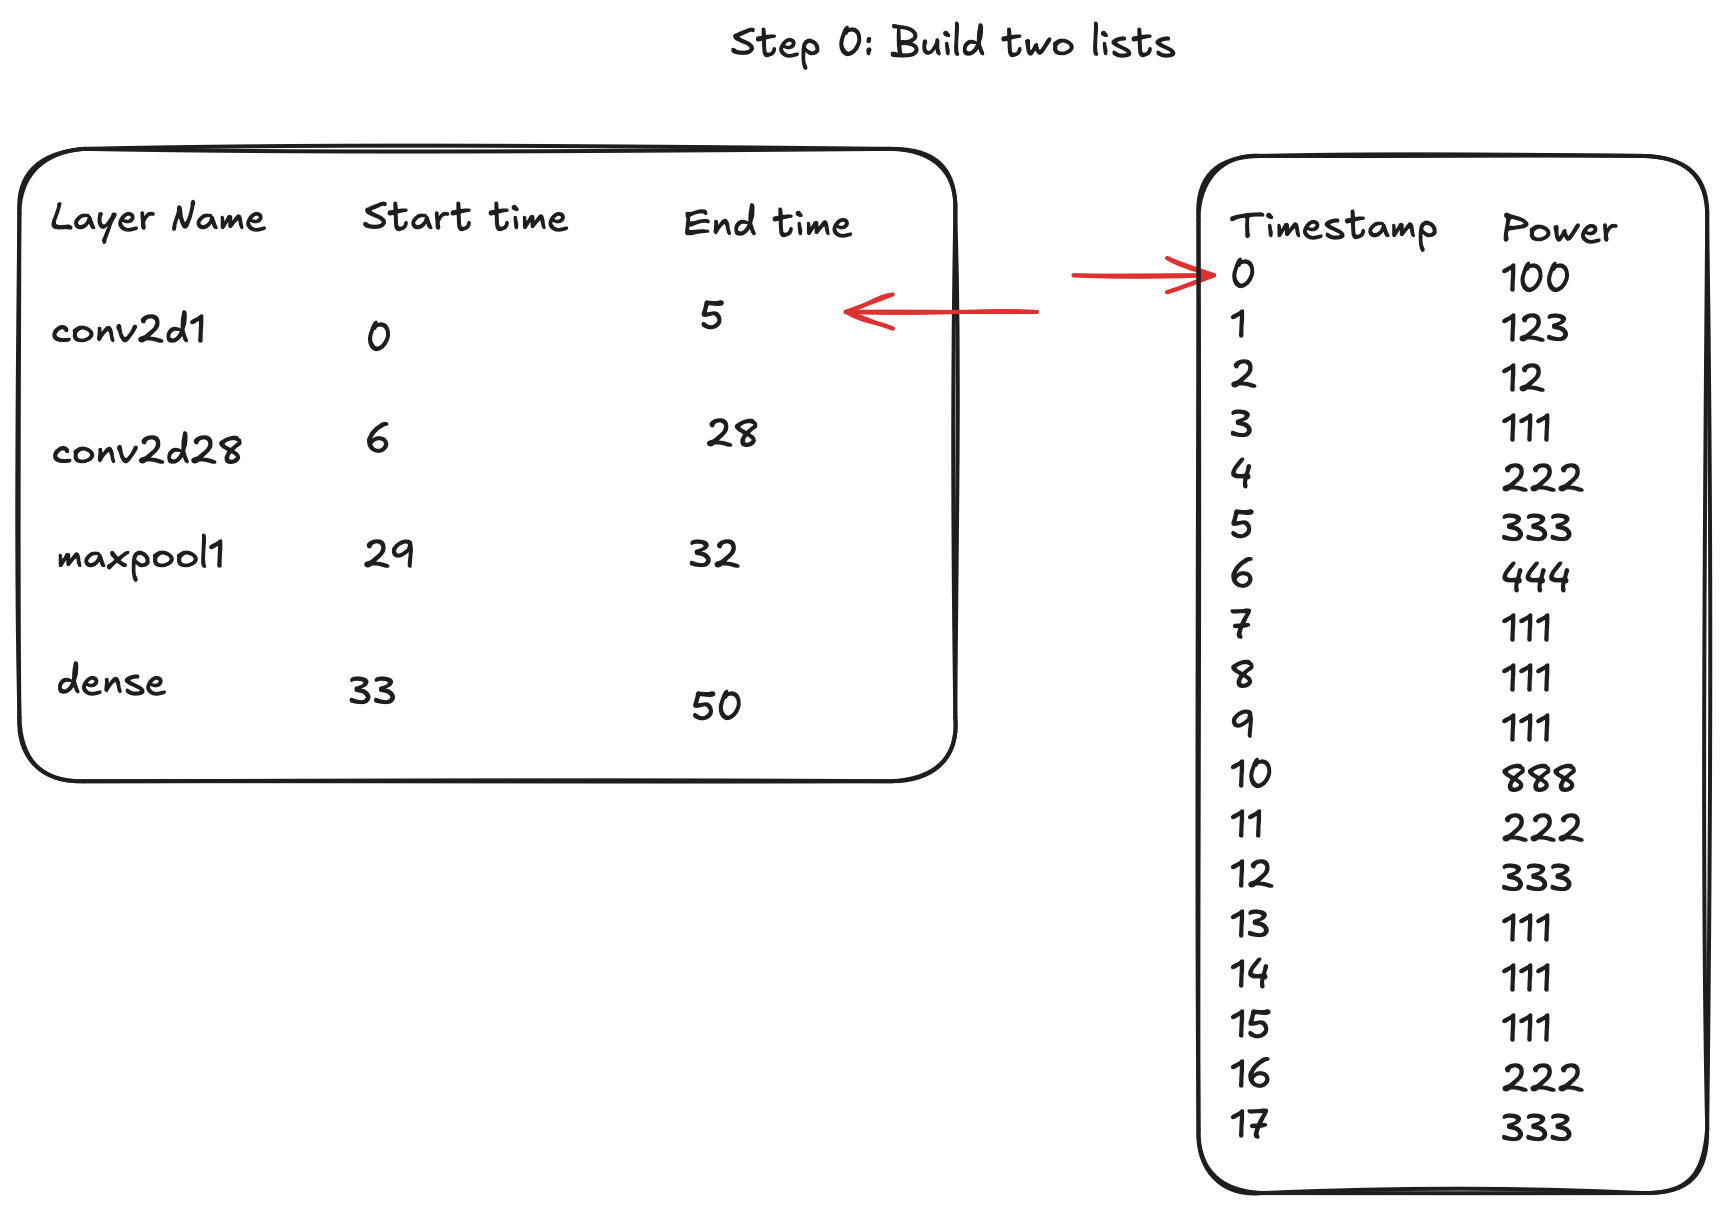 Step 0: Build two lists
Layer Name Start time End time
conv2d1 0 5
conv2d28 6 28
maxpool1 29 32
dense 33 50
Timestamp Power
0 100
1 123
2 12
3 111
4 222
5 333
6 444
7 111
8 111
9 111
10 888
11 222
12 333
13 111
14 111
15 111
16 222
17 333